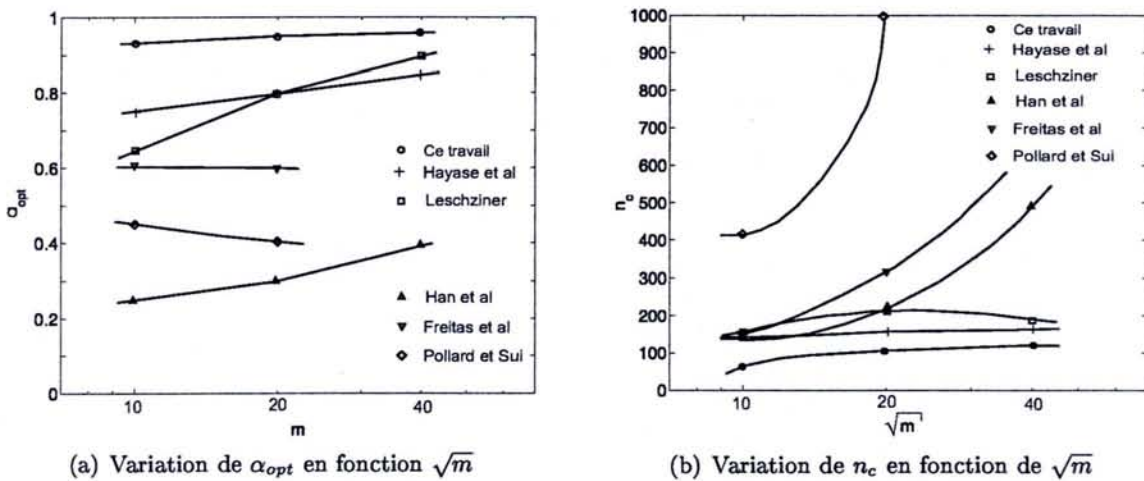 1
0.8
0.6
0.4
0.2
0
α_opt
10
20
40
m
Ce travail
Hayase et al
Leschziner
Han et al
Freitas et al
Pollard et Sui
(a) Variation de α_opt en fonction √m
1000
900
800
700
600
500
400
300
200
100
0
n_c
10
20
40
√m
Ce travail
Hayase et al
Leschziner
Han et al
Freitas et al
Pollard et Sui
(b) Variation de n_c en fonction de √m